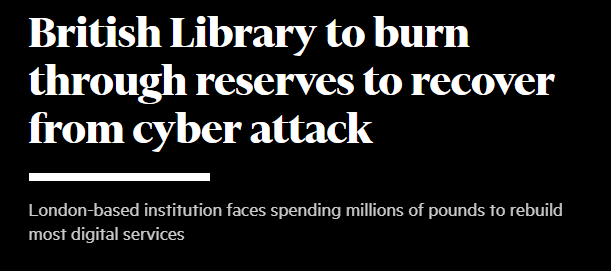 British Library to burn
through reserves to recover
from cyber attack
London-based institution faces spending millions of pounds to rebuild
most digital services